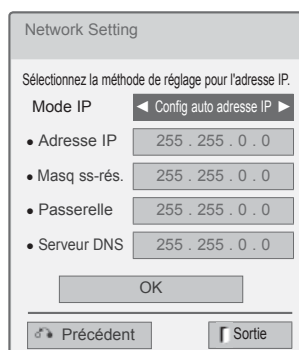 Network Setting
Sélectionnez la méthode de réglage pour l'adresse IP.
Mode IP ◄ Config auto adresse IP ►
• Adresse IP 255 . 255 . 0 . 0
• Masq ss-rés. 255 . 255 . 0 . 0
• Passerelle 255 . 255 . 0 . 0
• Serveur DNS 255 . 255 . 0 . 0
OK
Précédent Sortie